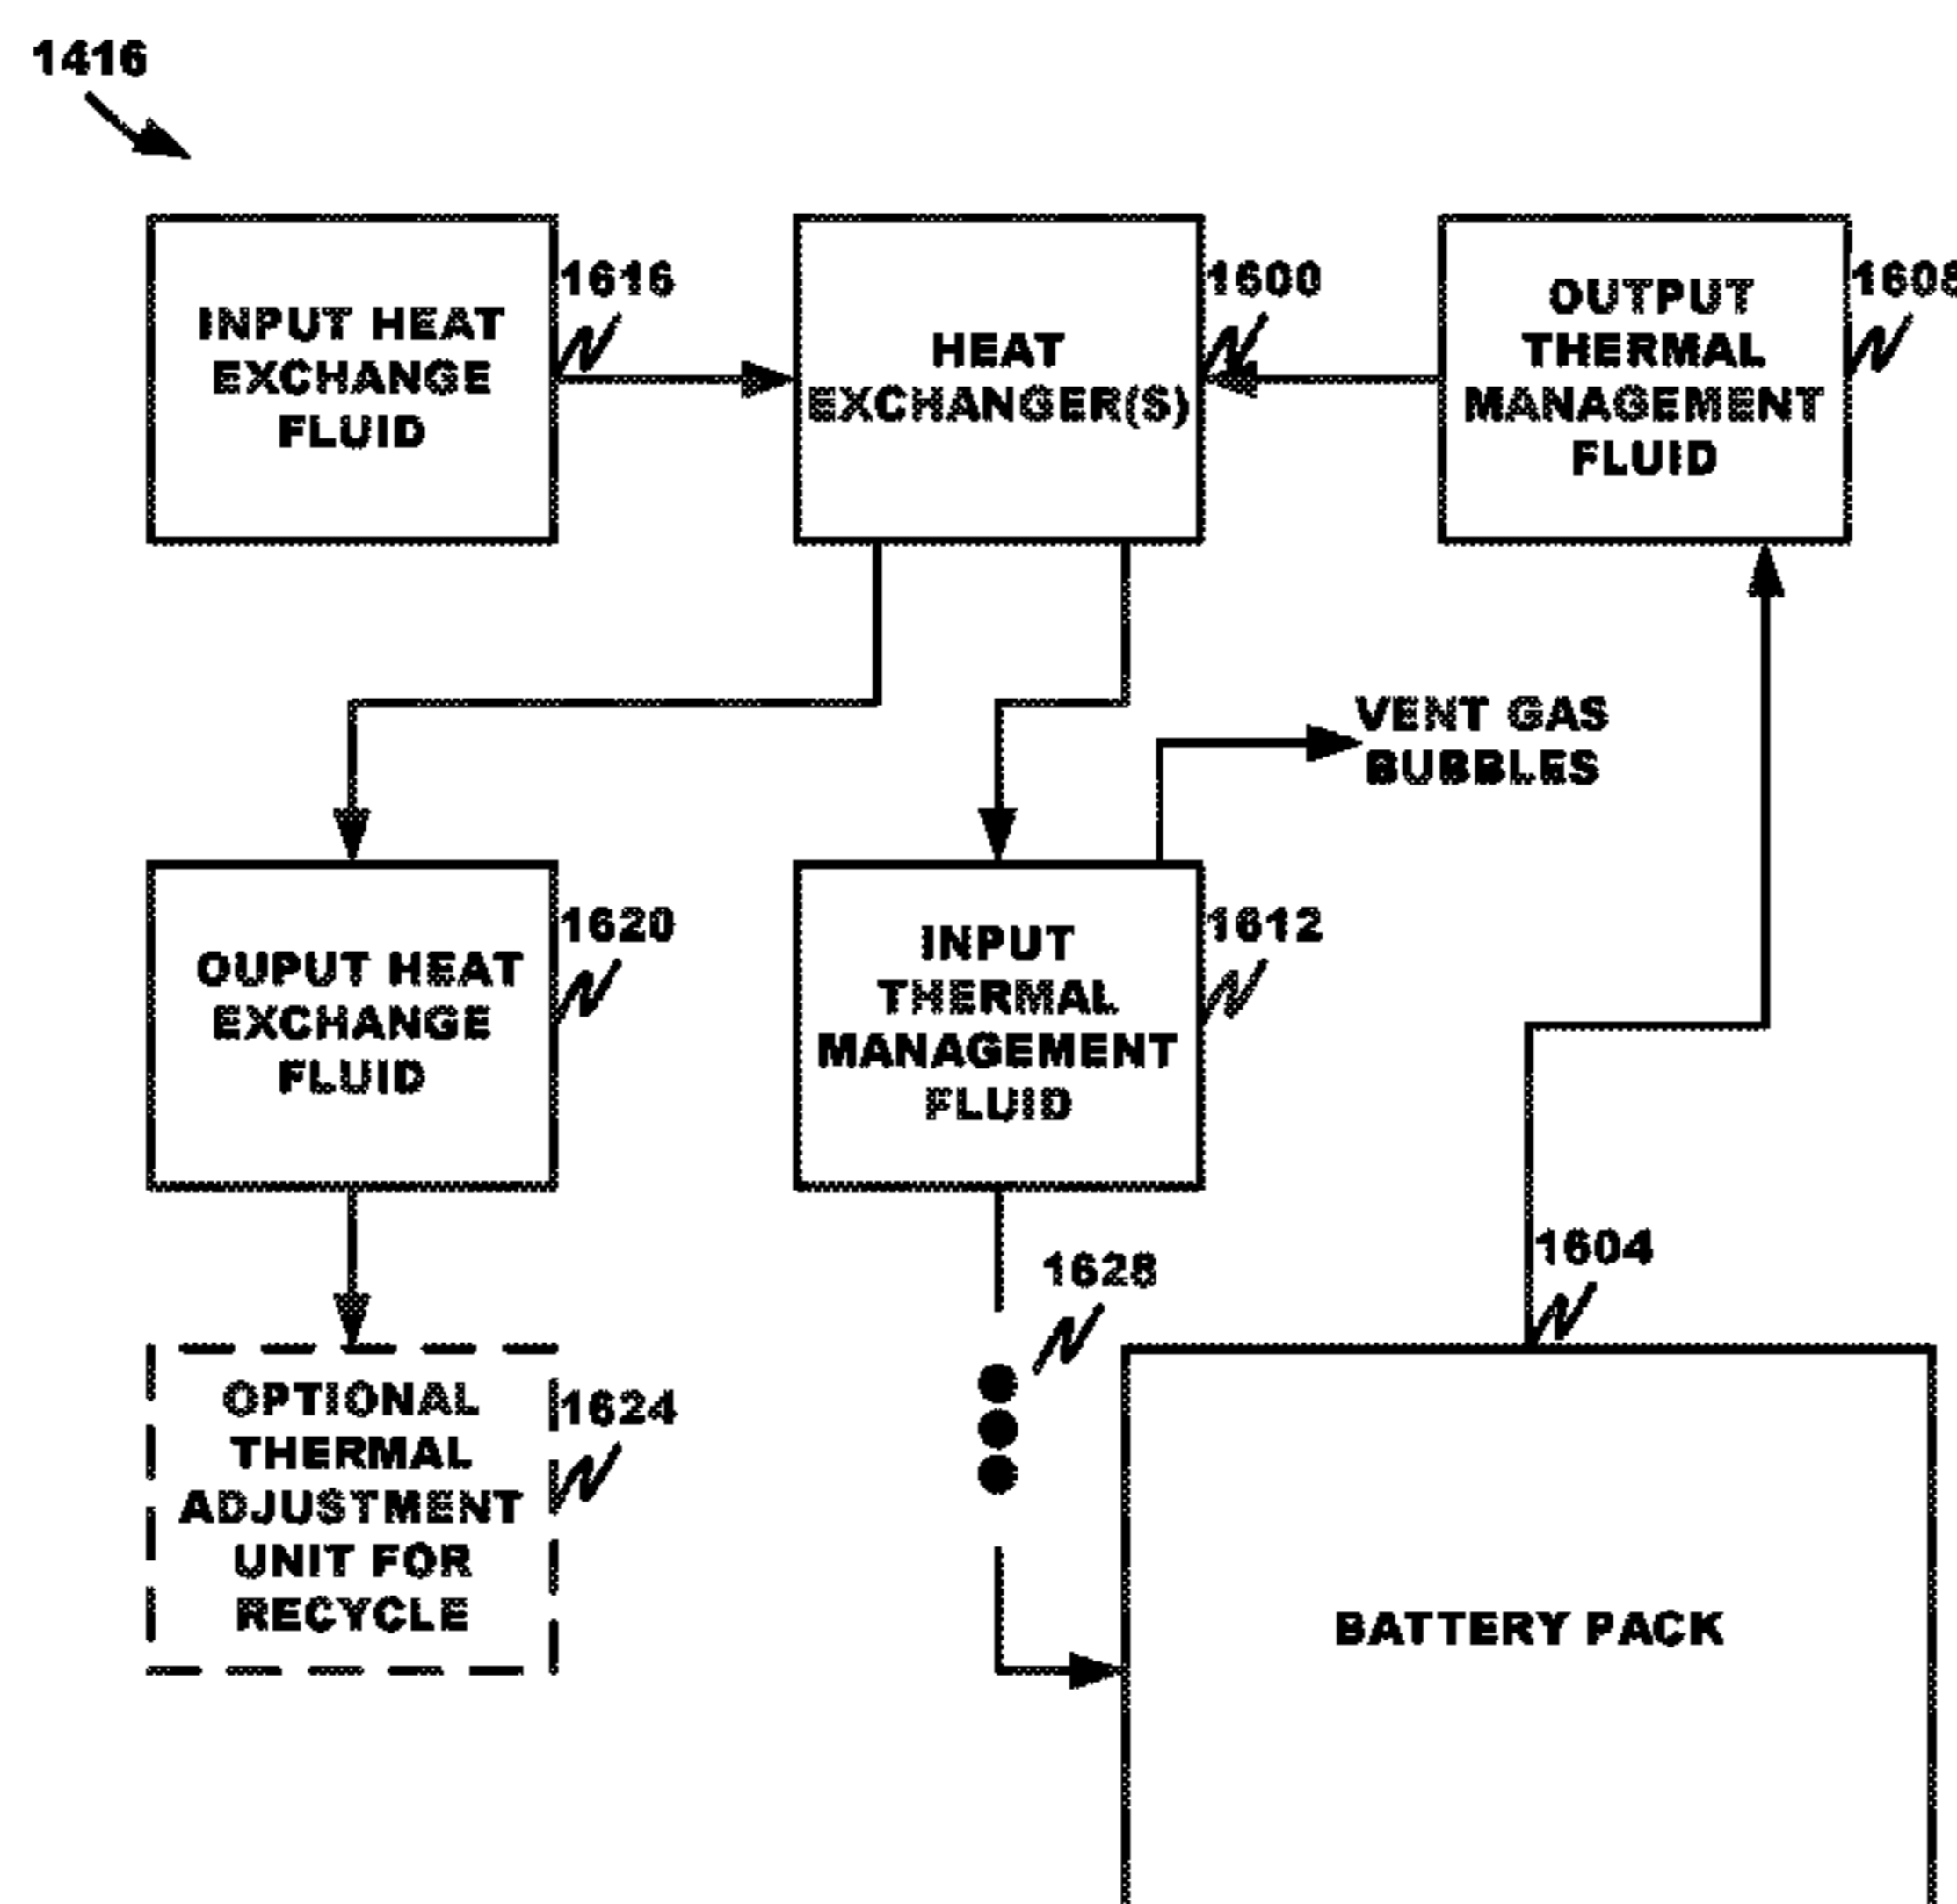 1416
INPUT HEAT
EXCHANGE
FLUID
1616
HEAT
EXCHANGER(S)
1600
OUTPUT
THERMAL
MANAGEMENT
FLUID
1608
VENT GAS
BUBBLES
OUPUT HEAT
EXCHANGE
FLUID
1620
INPUT
THERMAL
MANAGEMENT
FLUID
1612
1604
1628
OPTIONAL
THERMAL
ADJUSTMENT
UNIT FOR
RECYCLE
1624
BATTERY PACK